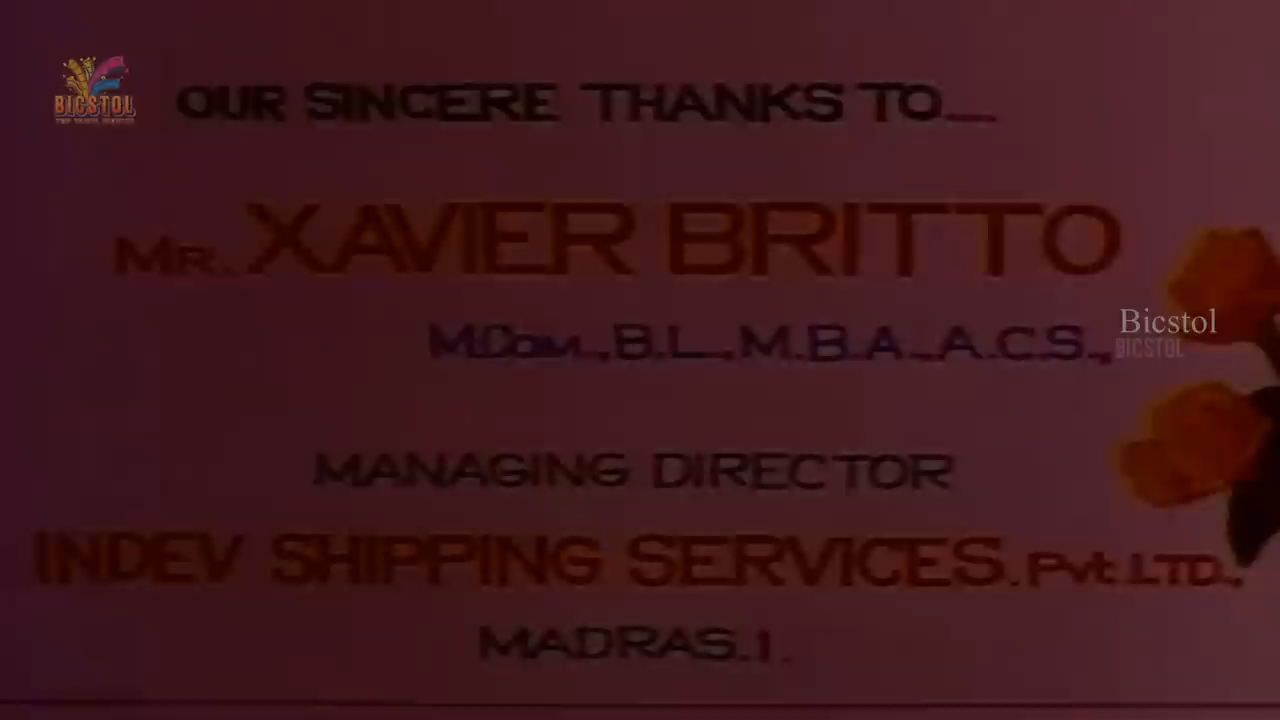 BICSTOL
OUR SINCERE THANKS TO__
MR. XAVIER BRITTO
M.Com., B.L., M.B.A., A.C.S.,
Bicstol
BICSTOL
MANAGING DIRECTOR
INDEV SHIPPING SERVICES. Pvt. LTD.,
MADRAS.1.